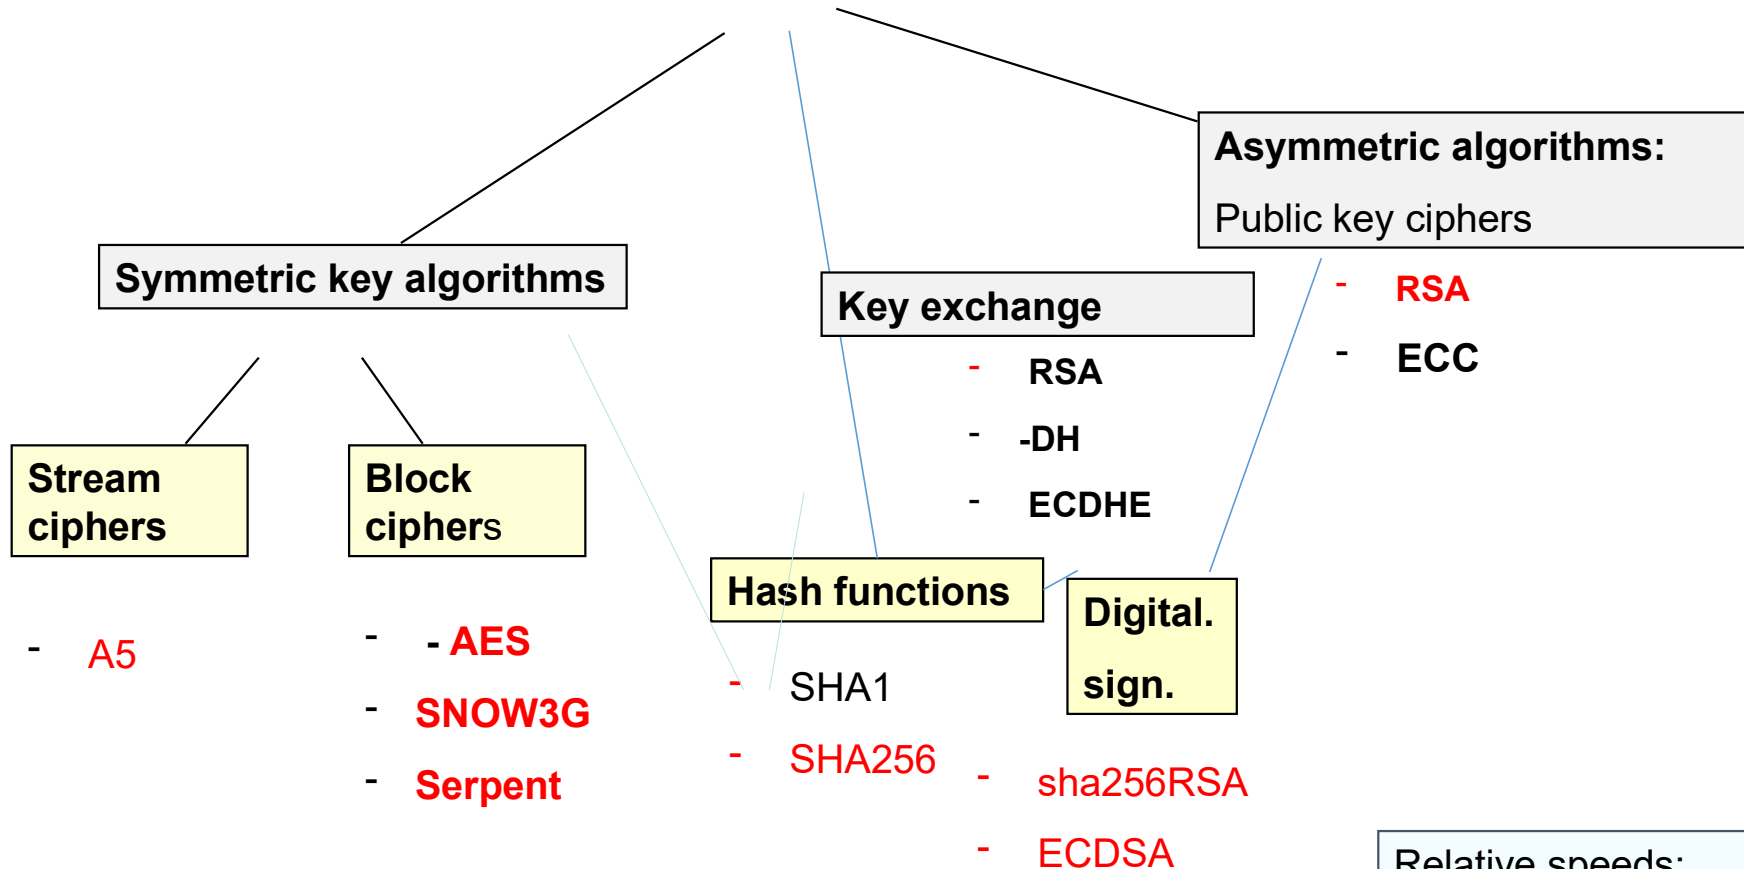 Asymmetric algorithms:
Public key ciphers
- RSA
- ECC
Symmetric key algorithms
Key exchange
- RSA
- -DH
- ECDHE
Stream
ciphers
- A5
Block
ciphers
- - AES
- SNOW3G
- Serpent
Hash functions
- SHA1
- SHA256
Digital.
sign.
- sha256RSA
- ECDSA
Relative speeds: